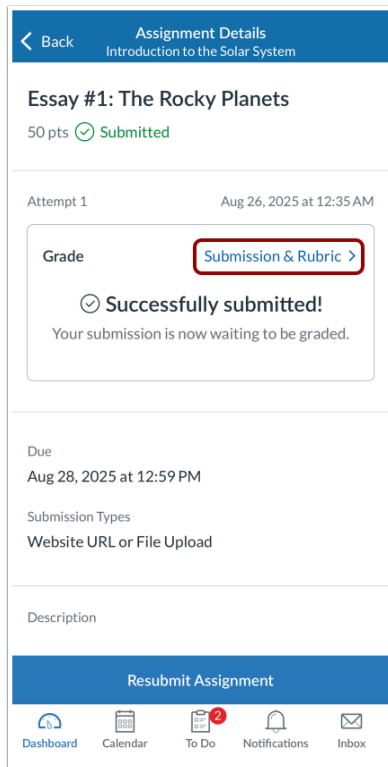 Back
Assignment Details
Introduction to the Solar System
Essay #1: The Rocky Planets
50 pts Submitted
Attempt 1 Aug 26, 2025 at 12:35 AM
Grade Submission & Rubric >
Successfully submitted!
Your submission is now waiting to be graded.
Due
Aug 28, 2025 at 12:59 PM
Submission Types
Website URL or File Upload
Description
Resubmit Assignment
2
Dashboard Calendar To Do Notifications Inbox